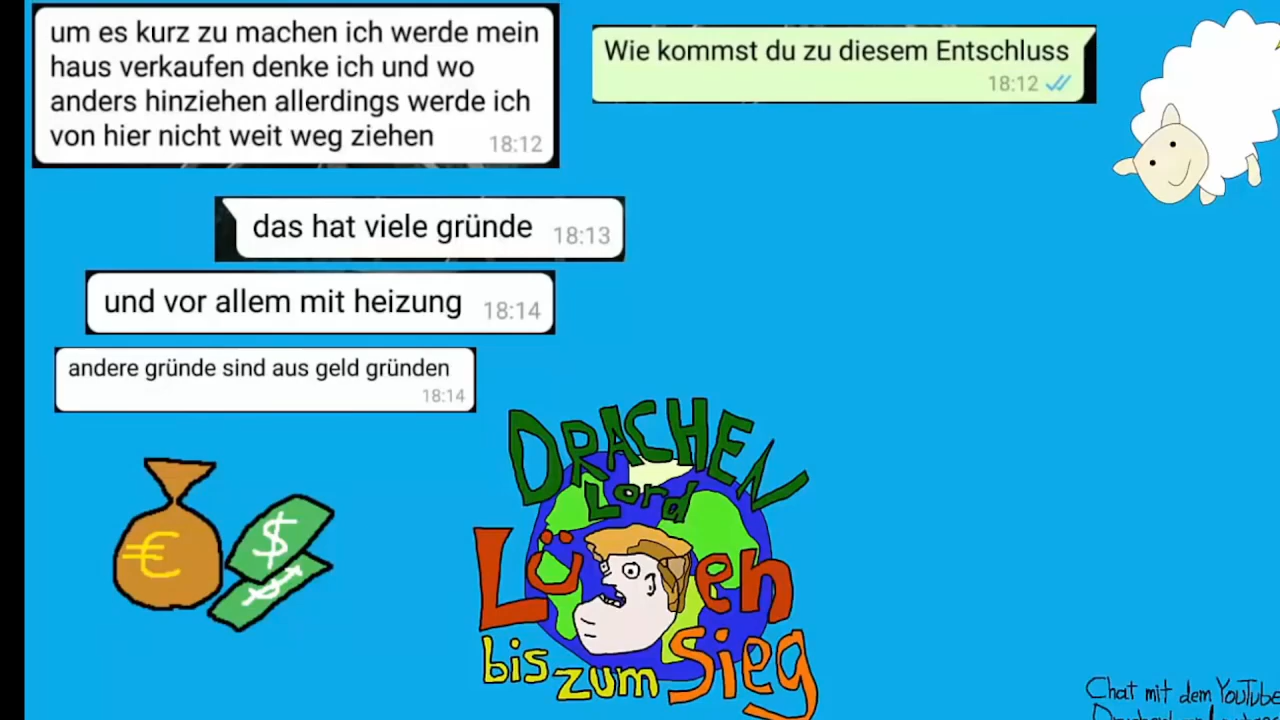 um es kurz zu machen ich werde mein
haus verkaufen denke ich und wo
anders hinziehen allerdings werde ich
von hier nicht weit weg ziehen 18:12
Wie kommst du zu diesem Entschluss
18:12
das hat viele gründe 18:13
und vor allem mit heizung 18:14
andere gründe sind aus geld gründen
18:14
€
$
$
DRACHEN
Lord
Lügen
bis zum Sieg
Chat mit dem YouTube